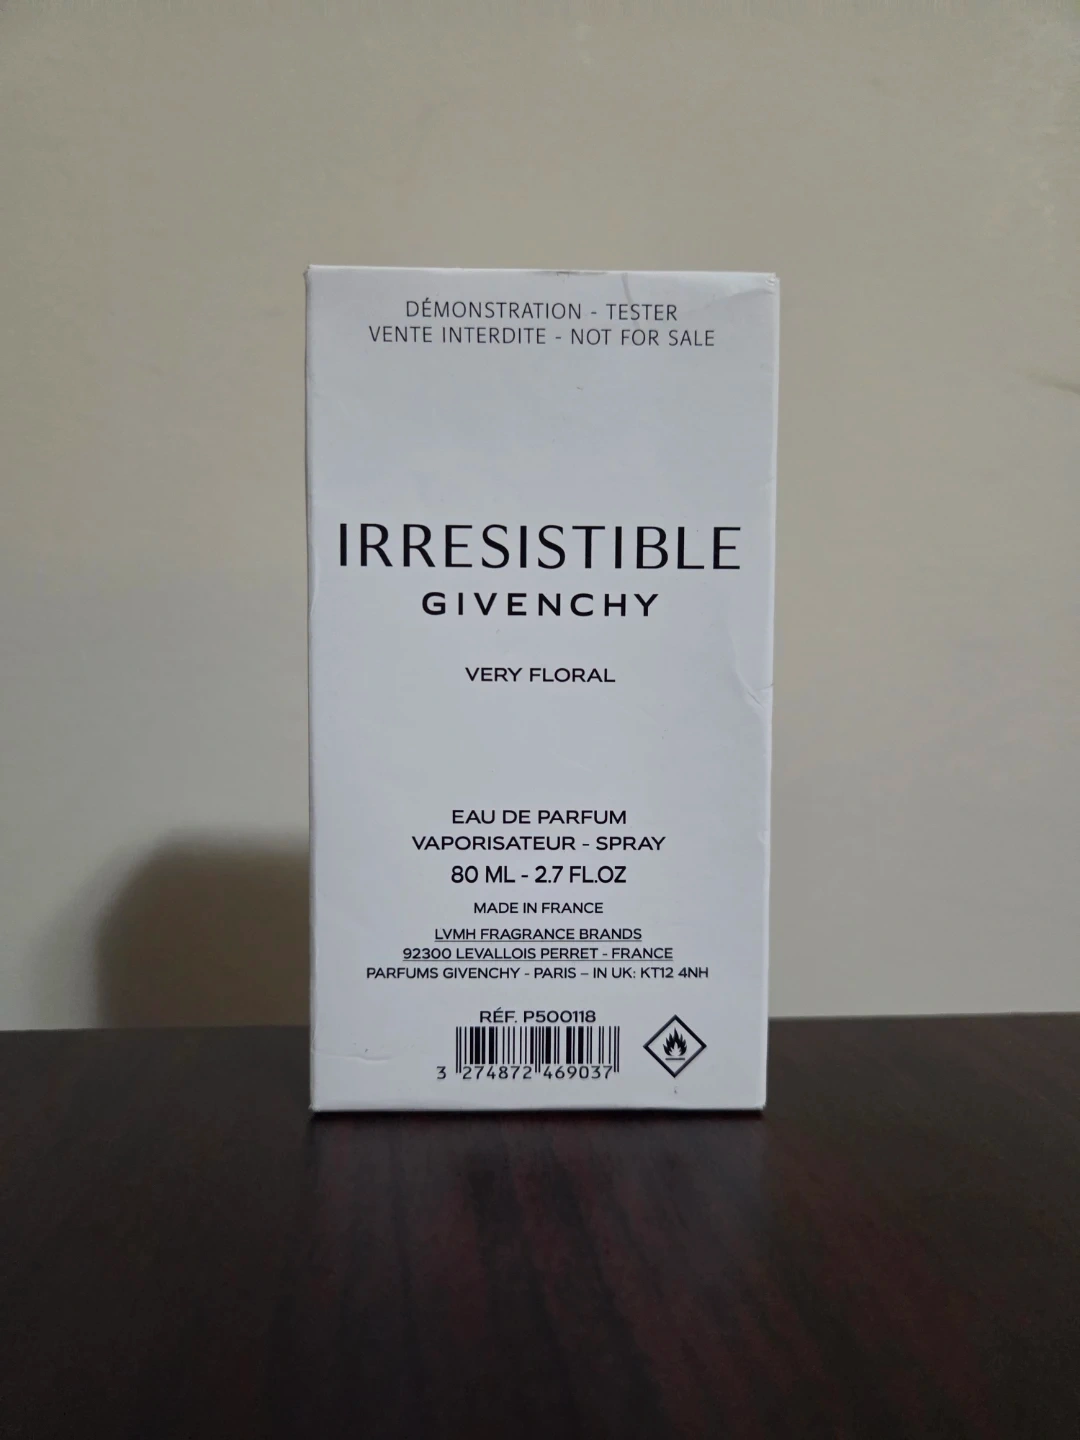 DÉMONSTRATION - TESTER
VENTE INTERDITE - NOT FOR SALE
IRRESISTIBLE
GIVENCHY
VERY FLORAL
EAU DE PARFUM
VAPORISATEUR - SPRAY
80 ML - 2.7 FL.OZ
MADE IN FRANCE
LVMH FRAGRANCE BRANDS
92300 LEVALLOIS PERRET - FRANCE
PARFUMS GIVENCHY - PARIS – IN UK: KT12 4NH
RÉF. P500118
3 274872 469037